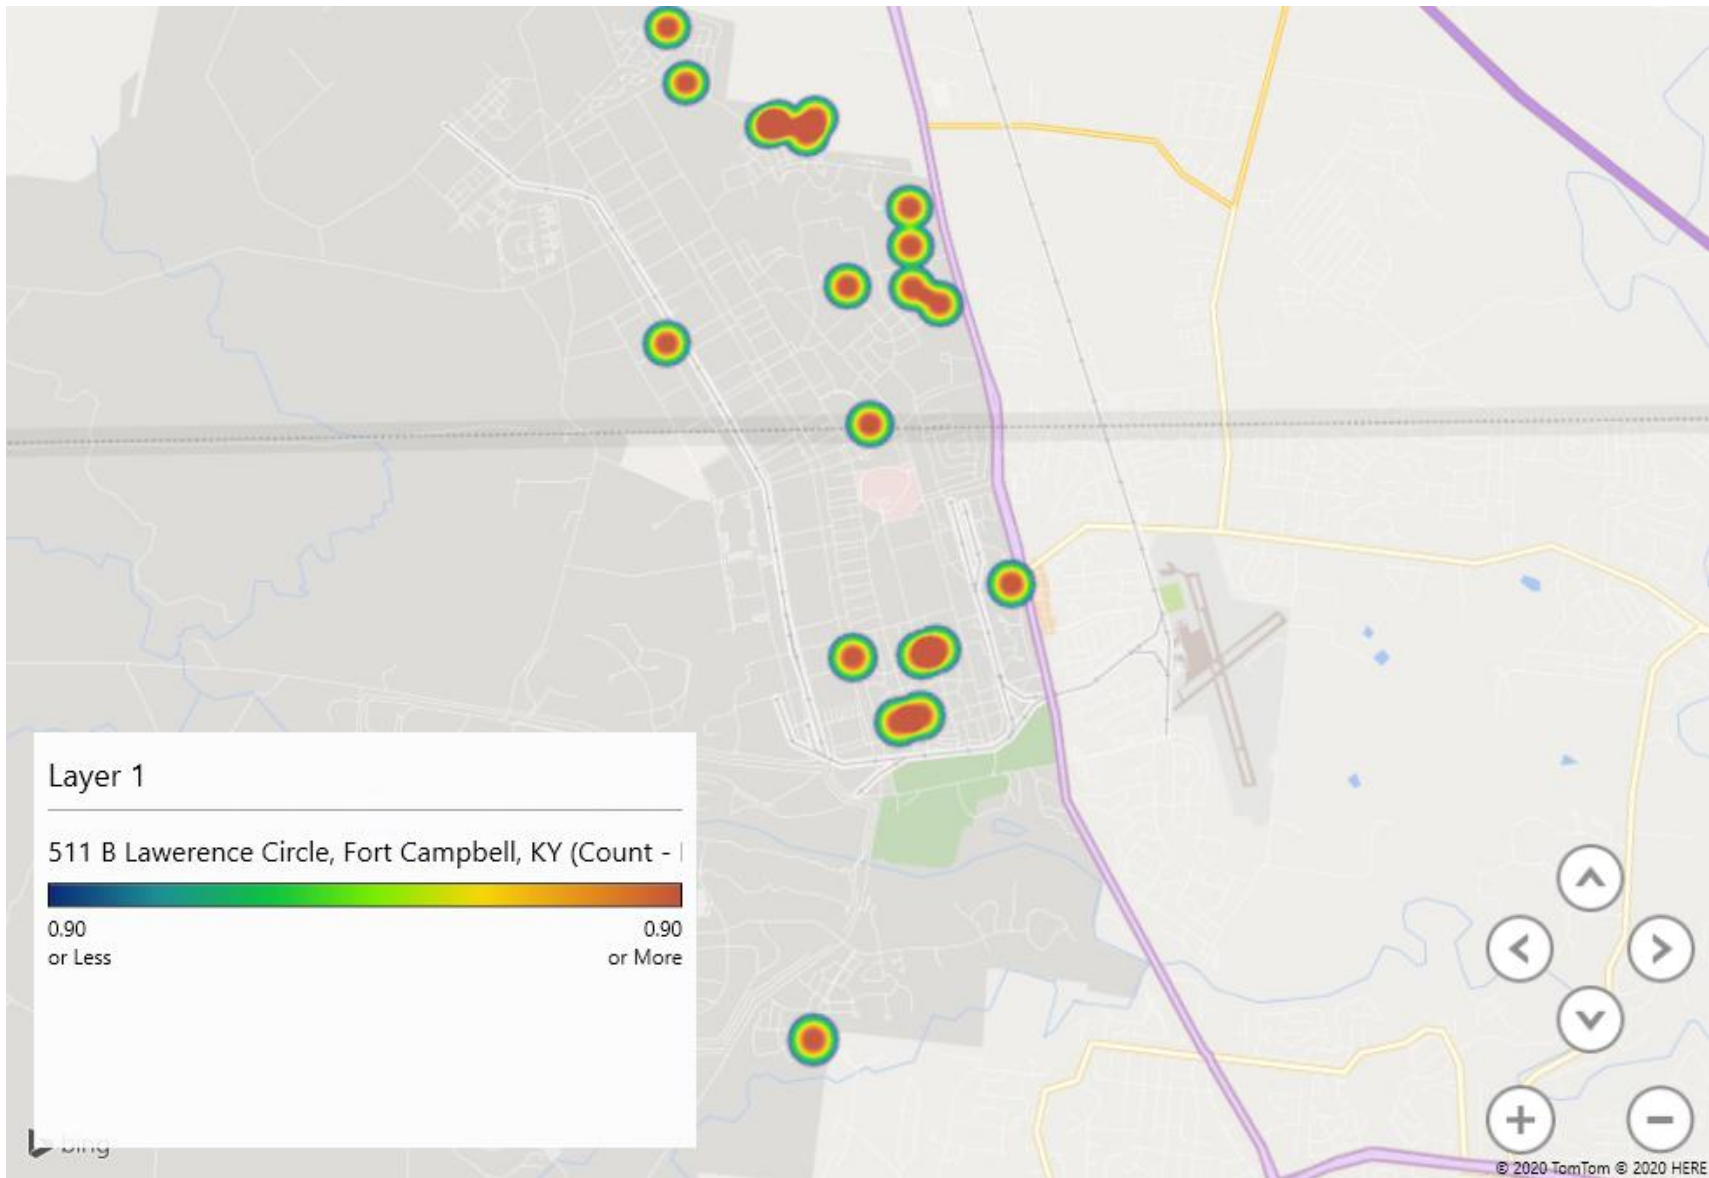 Layer 1
511 B Lawerence Circle, Fort Campbell, KY (Count -
0.90
or Less
0.90
or More
bing
© 2020 TomTom © 2020 HERE